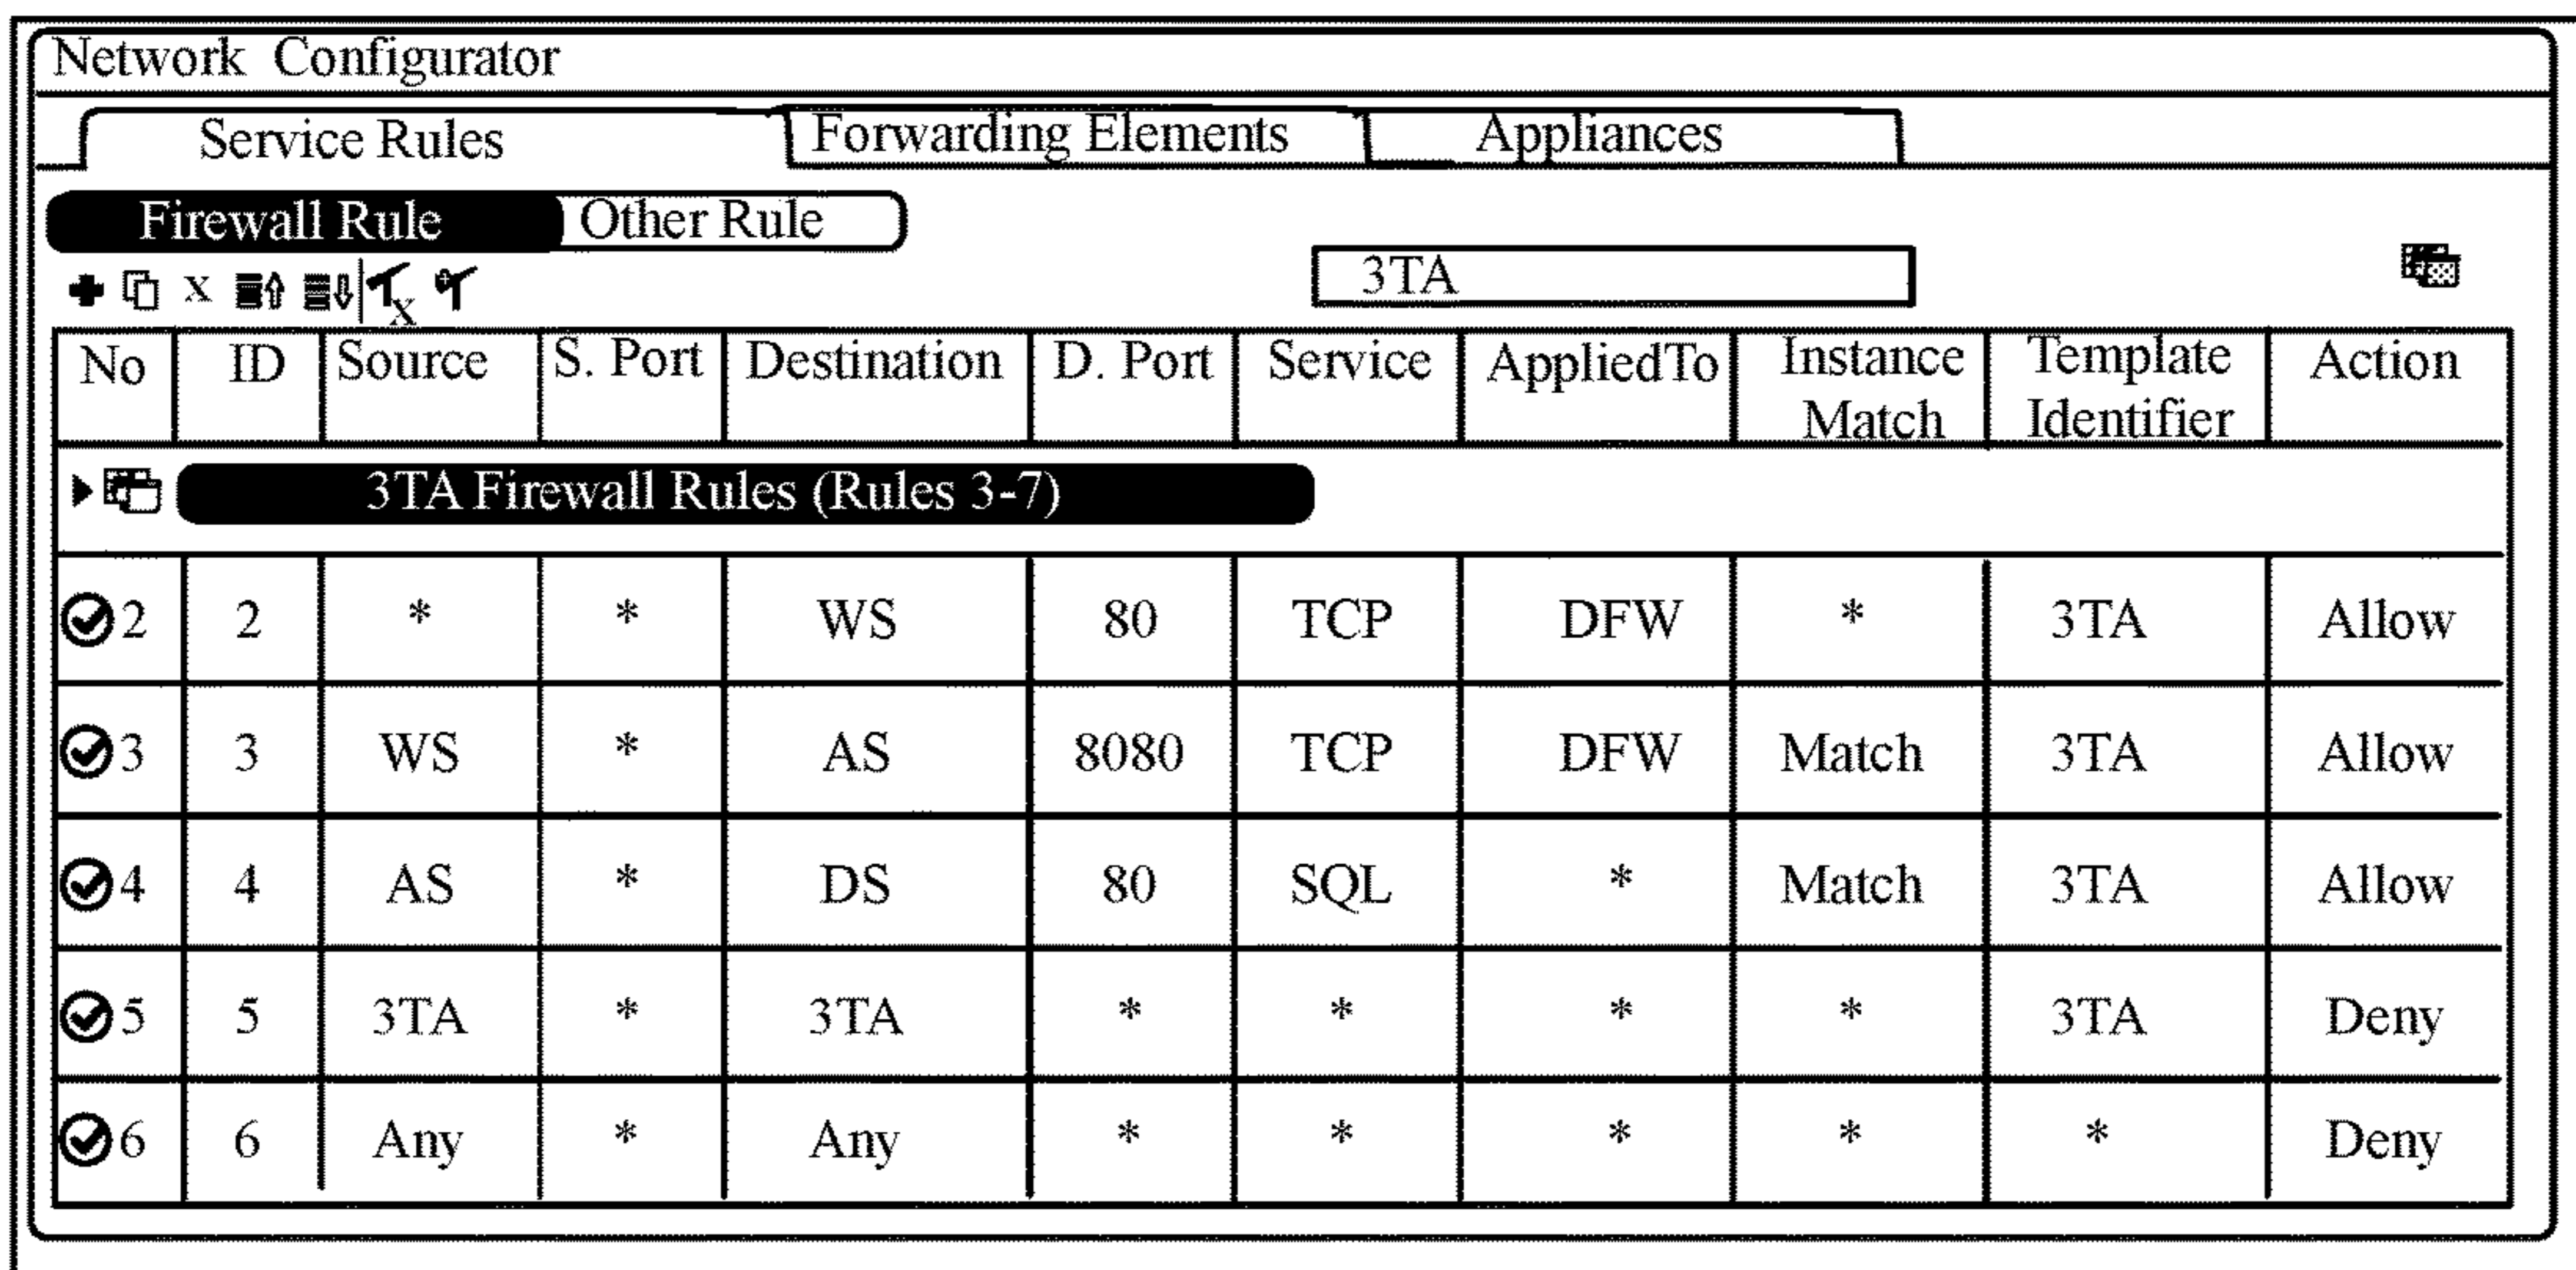 Network Configurator
Service Rules Forwarding Elements Appliances
Firewall Rule Other Rule
x x 3TA
No ID Source S. Port Destination D. Port Service AppliedTo Instance Match Template Identifier Action
3TA Firewall Rules (Rules 3-7)
2 2 * * WS 80 TCP DFW * 3TA Allow
3 3 WS * AS 8080 TCP DFW Match 3TA Allow
4 4 AS * DS 80 SQL * Match 3TA Allow
5 5 3TA * 3TA * * * * 3TA Deny
6 6 Any * Any * * * * * Deny